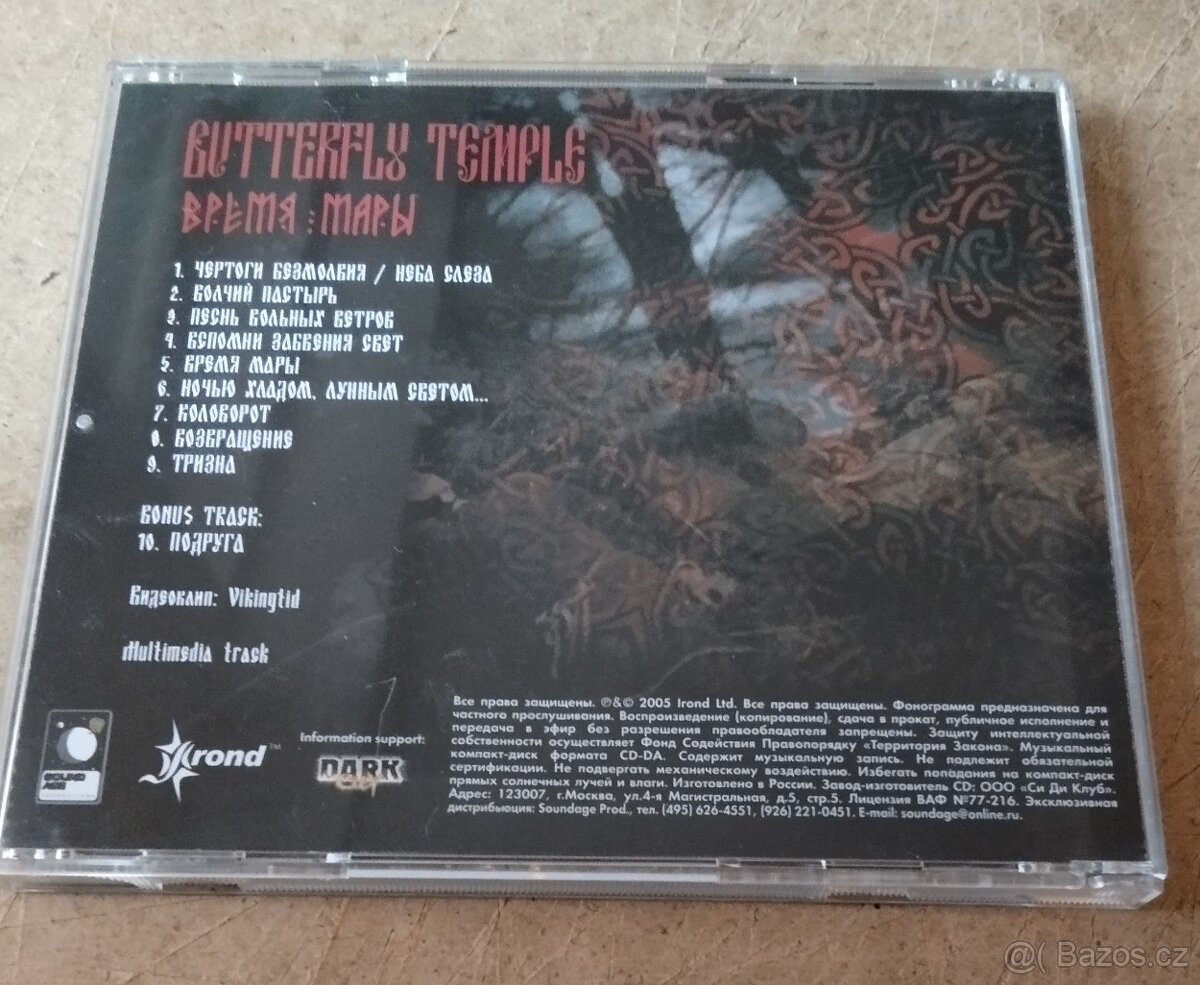 BUTTERFLY TEMPLE
ВРЕМЯ : МАРЫ
1. ЧЕРТОГИ БЕЗМОЛВИЯ / НЕБА СЛЕЗА
2. ВОЛЧИЙ ПАСТЫРЬ
3. ПЕСНЬ ВОЛЬНЫХ ВЕТРОВ
4. ВСПОМНИ ЗАБВЕНИЯ СВЕТ
5. ВРЕМЯ МАРЫ
6. НОЧЬЮ ХЛАДОМ, ЛУННЫМ СВЕТОМ...
7. КОЛОВОРОТ
8. ВОЗВРАЩЕНИЕ
9. ТРИЗНА
BONUS TRACK:
10. ПОДРУГА
Видеоклип: Vikingtid
Multimedia track
SOUND AGE
Irond™
Information support:
DARK CITY
Все права защищены. ℗&© 2005 Irond Ltd. Все права защищены. Фонограмма предназначена для
частного прослушивания. Воспроизведение (копирование), сдача в прокат, публичное исполнение и
передача в эфир без разрешения правообладателя запрещены. Защиту интеллектуальной
собственности осуществляет Фонд Содействия Правопорядку «Территория Закона». Музыкальный
компакт-диск формата CD-DA. Содержит музыкальную запись. Не подлежит обязательной
сертификации. Не подвергать механическому воздействию. Избегать попадания на компакт-диск
прямых солнечных лучей и влаги. Изготовлено в России. Завод-изготовитель CD: ООО «Си Ди Клуб».
Адрес: 123007, г.Москва, ул.4-я Магистральная, д.5, стр.5. Лицензия ВАФ №77-216. Эксклюзивная
дистрибьюция: Soundage Prod., тел. (495) 626-4551, (926) 221-0451. E-mail: soundage@online.ru.
@( Bazos.cz